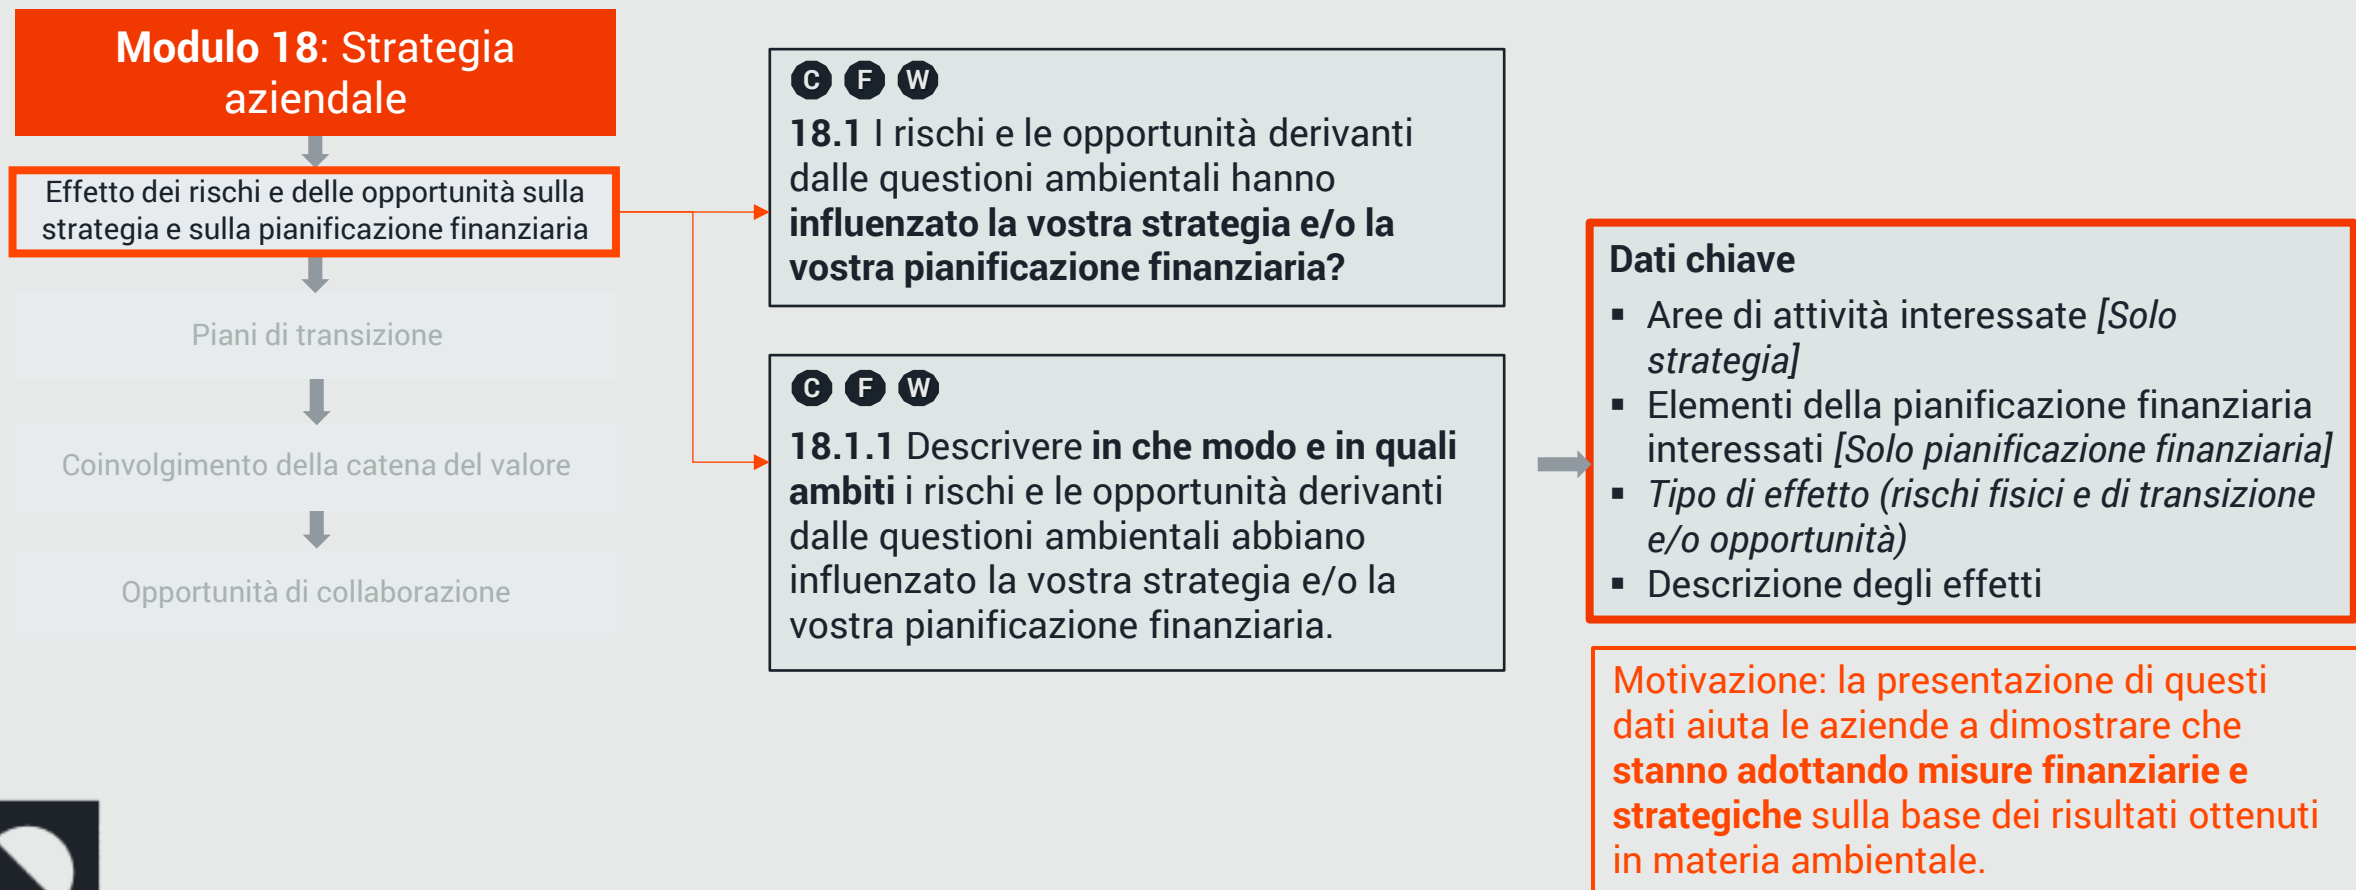 Modulo 18: Strategia
aziendale
Effetto dei rischi e delle opportunità sulla
strategia e sulla pianificazione finanziaria
Piani di transizione
Coinvolgimento della catena del valore
Opportunità di collaborazione
C F W
18.1 I rischi e le opportunità derivanti
dalle questioni ambientali hanno
influenzato la vostra strategia e/o la
vostra pianificazione finanziaria?
C F W
18.1.1 Descrivere in che modo e in quali
ambiti i rischi e le opportunità derivanti
dalle questioni ambientali abbiano
influenzato la vostra strategia e/o la
vostra pianificazione finanziaria.
Dati chiave
▪ Aree di attività interessate [Solo
strategia]
▪ Elementi della pianificazione finanziaria
interessati [Solo pianificazione finanziaria]
▪ Tipo di effetto (rischi fisici e di transizione
e/o opportunità)
▪ Descrizione degli effetti
Motivazione: la presentazione di questi
dati aiuta le aziende a dimostrare che
stanno adottando misure finanziarie e
strategiche sulla base dei risultati ottenuti
in materia ambientale.